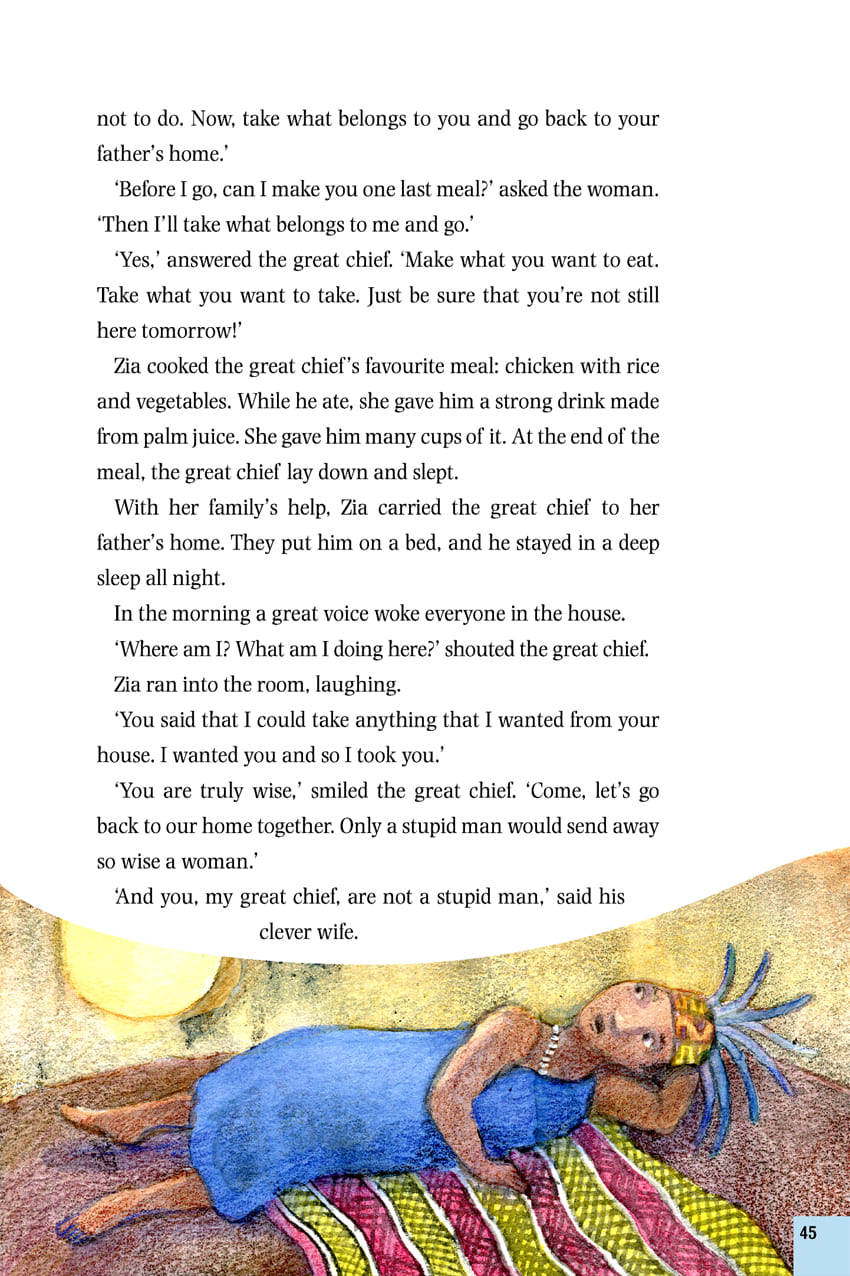 not to do. Now, take what belongs to you and go back to your
father’s home.’
‘Before I go, can I make you one last meal?’ asked the woman.
‘Then I’ll take what belongs to me and go.’
‘Yes,’ answered the great chief. ‘Make what you want to eat.
Take what you want to take. Just be sure that you’re not still
here tomorrow!’
Zia cooked the great chief’s favourite meal: chicken with rice
and vegetables. While he ate, she gave him a strong drink made
from palm juice. She gave him many cups of it. At the end of the
meal, the great chief lay down and slept.
With her family’s help, Zia carried the great chief to her
father’s home. They put him on a bed, and he stayed in a deep
sleep all night.
In the morning a great voice woke everyone in the house.
‘Where am I? What am I doing here?’ shouted the great chief.
Zia ran into the room, laughing.
‘You said that I could take anything that I wanted from your
house. I wanted you and so I took you.’
‘You are truly wise,’ smiled the great chief. ‘Come, let’s go
back to our home together. Only a stupid man would send away
so wise a woman.’
‘And you, my great chief, are not a stupid man,’ said his
clever wife.
45